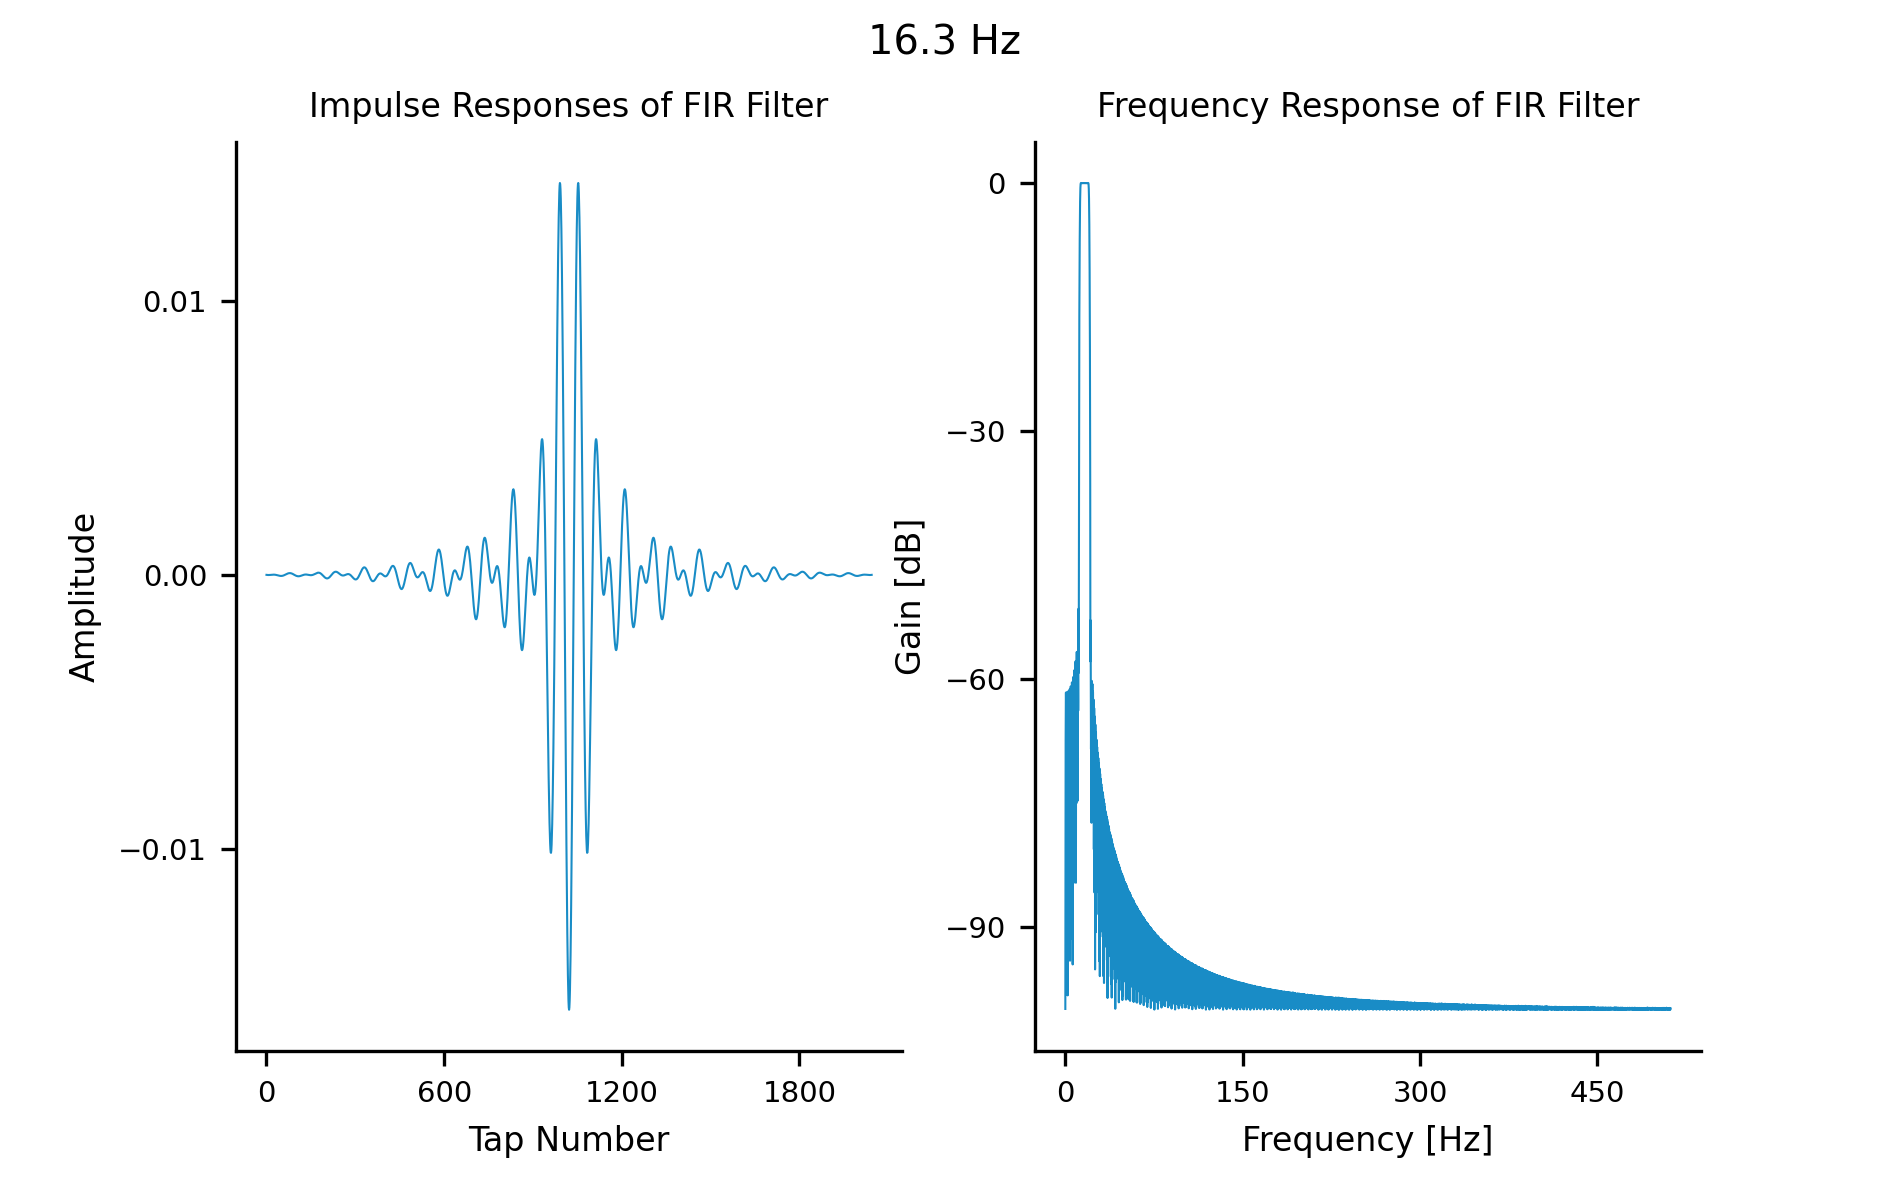 16.3 Hz
Impulse Responses of FIR Filter
Amplitude
0.01
0.00
−0.01
0 600 1200 1800
Tap Number
Frequency Response of FIR Filter
Gain [dB]
0
−30
−60
−90
0 150 300 450
Frequency [Hz]